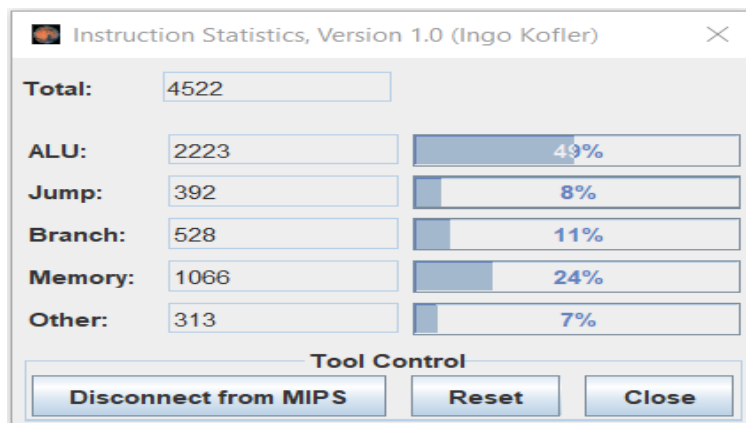 Instruction Statistics, Version 1.0 (Ingo Kofler)
Total: 4522
ALU: 2223 49%
Jump: 392 8%
Branch: 528 11%
Memory: 1066 24%
Other: 313 7%
Tool Control
Disconnect from MIPS Reset Close